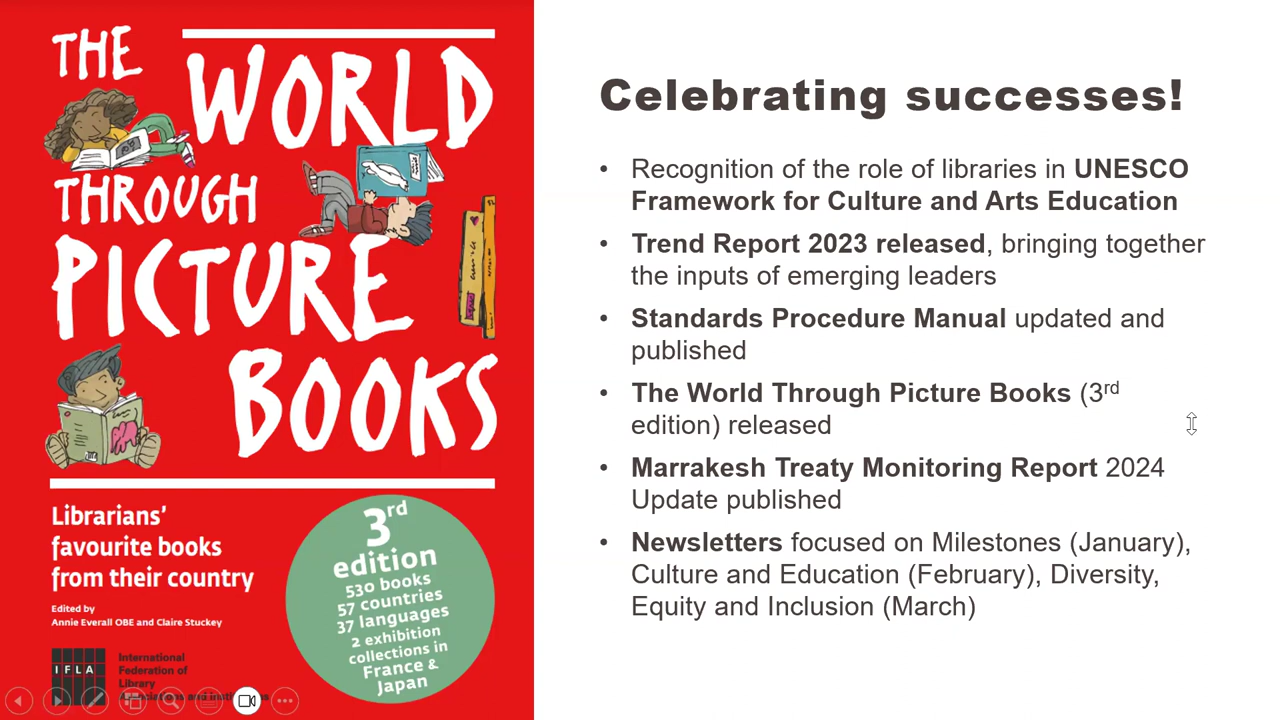 THE
WORLD
THROUGH
PICTURE
BOOKS
Librarians'
favourite books
from their country
Edited by
Annie Everall OBE and Claire Stuckey
IFLA
International
Federation of
Library
Associations and Institutions
3rd
edition
530 books
57 countries
37 languages
2 exhibition
collections in
France &
Japan
Celebrating successes!
• Recognition of the role of libraries in UNESCO
Framework for Culture and Arts Education
• Trend Report 2023 released, bringing together
the inputs of emerging leaders
• Standards Procedure Manual updated and
published
• The World Through Picture Books (3rd
edition) released
• Marrakesh Treaty Monitoring Report 2024
Update published
• Newsletters focused on Milestones (January),
Culture and Education (February), Diversity,
Equity and Inclusion (March)